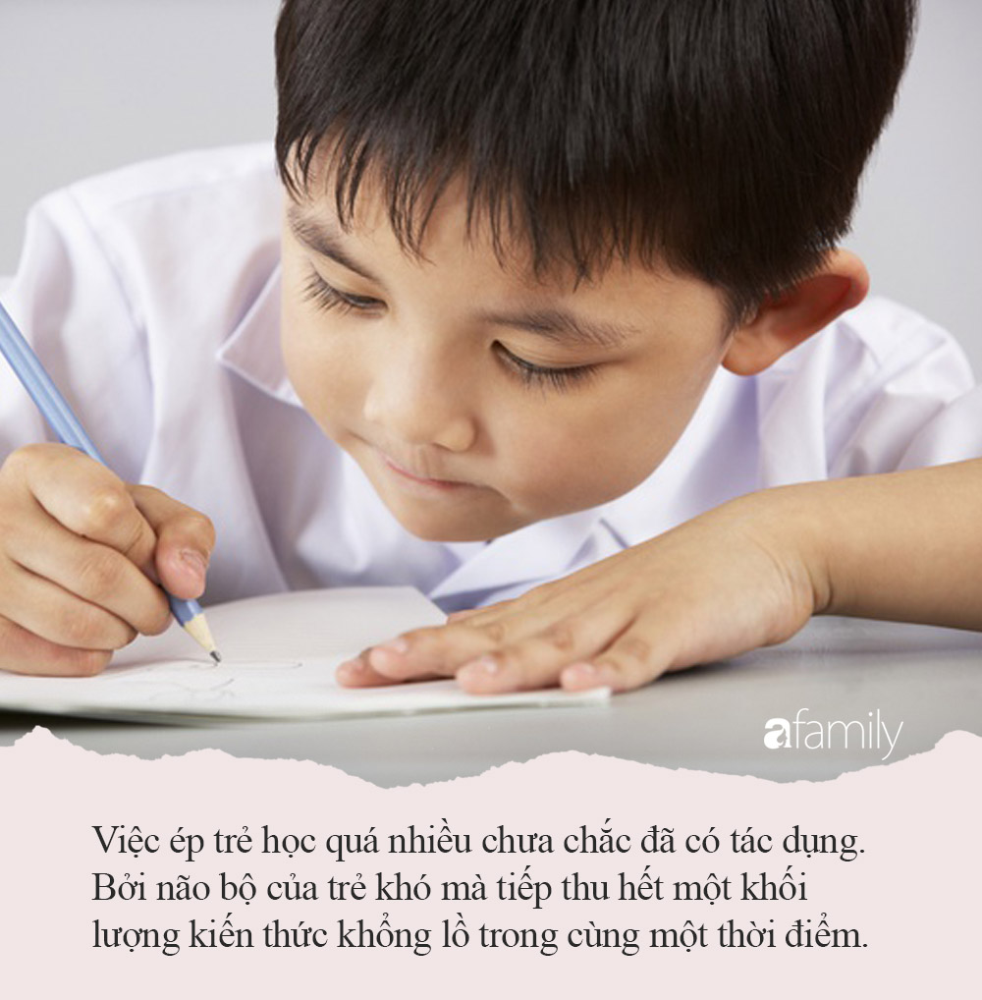 afamily
Việc ép trẻ học quá nhiều chưa chắc đã có tác dụng.
Bởi não bộ của trẻ khó mà tiếp thu hết một khối
lượng kiến thức khổng lồ trong cùng một thời điểm.